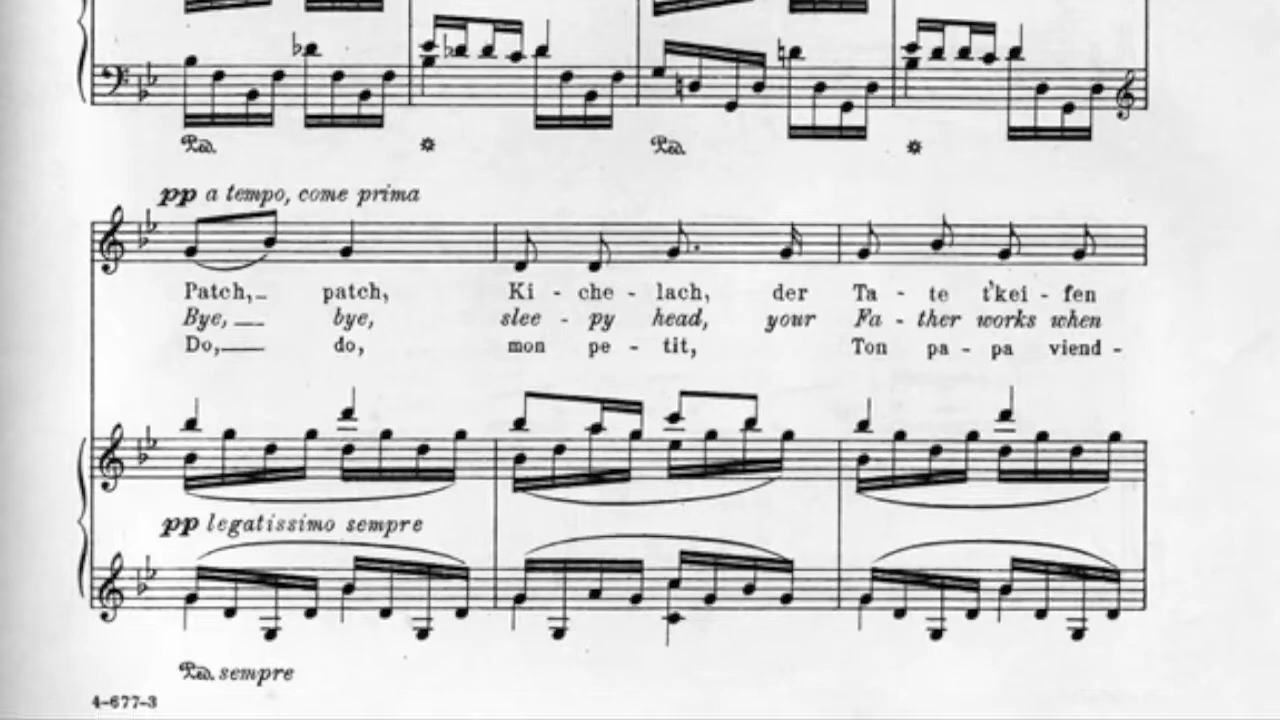 Ped. * Ped. *
pp a tempo, come prima
Patch,_ patch, Ki - che - lach, der Ta - te t'kei - fen
Bye,__ bye, slee - py head, your Fa - ther works when
Do,__ do, mon pe - tit, Ton pa - pa viend -
pp legatissimo sempre
Ped. sempre
4-677-3